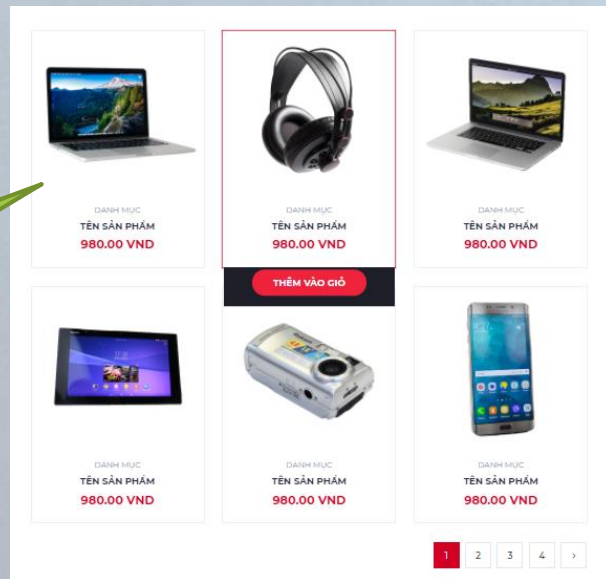 DANH MỤC
TÊN SẢN PHẨM
980.00 VND
DANH MỤC
TÊN SẢN PHẨM
980.00 VND
DANH MỤC
TÊN SẢN PHẨM
980.00 VND
THÊM VÀO GIỎ
DANH MỤC
TÊN SẢN PHẨM
980.00 VND
DANH MỤC
TÊN SẢN PHẨM
980.00 VND
DANH MỤC
TÊN SẢN PHẨM
980.00 VND
1 2 3 4 >